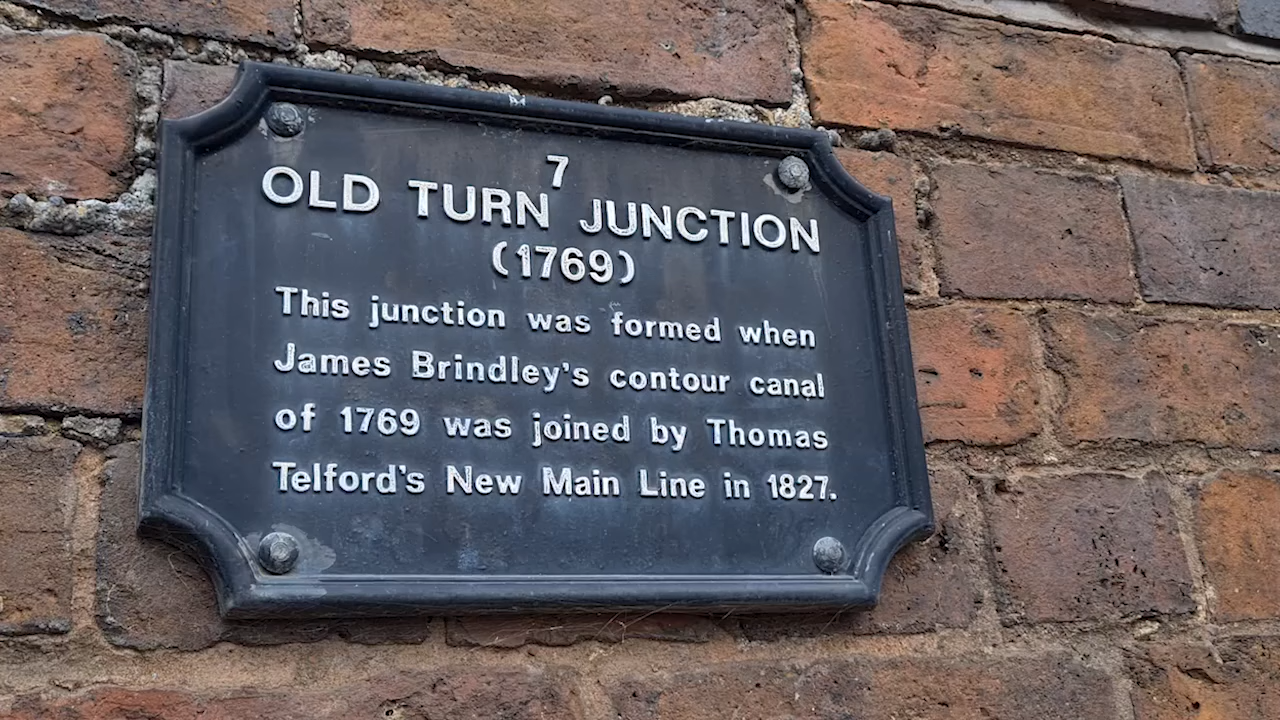 7
OLD TURN JUNCTION
(1769)
This junction was formed when
James Brindley's contour canal
of 1769 was joined by Thomas
Telford's New Main Line in 1827.